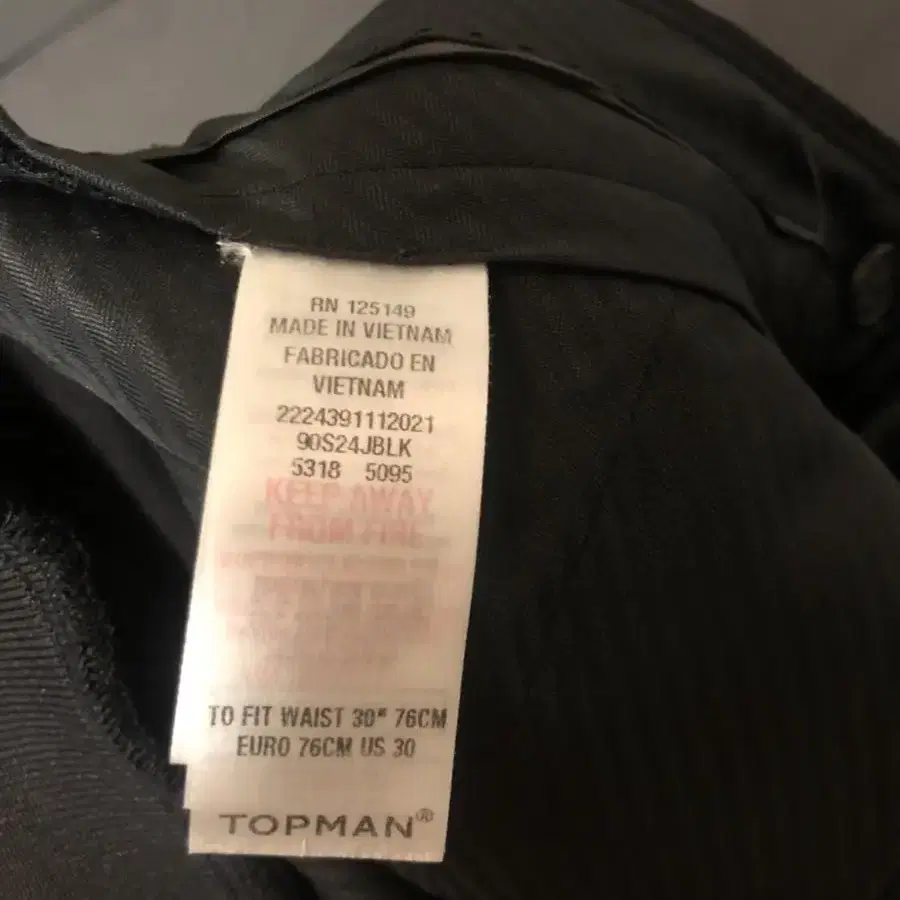 RN 125149
MADE IN VIETNAM
FABRICADO EN
VIETNAM
2224391112021
90S24JBLK
5318 5095
KEEP AWAY
FROM FIRE
TO FIT WAIST 30" 76CM
EURO 76CM US 30
TOPMAN®